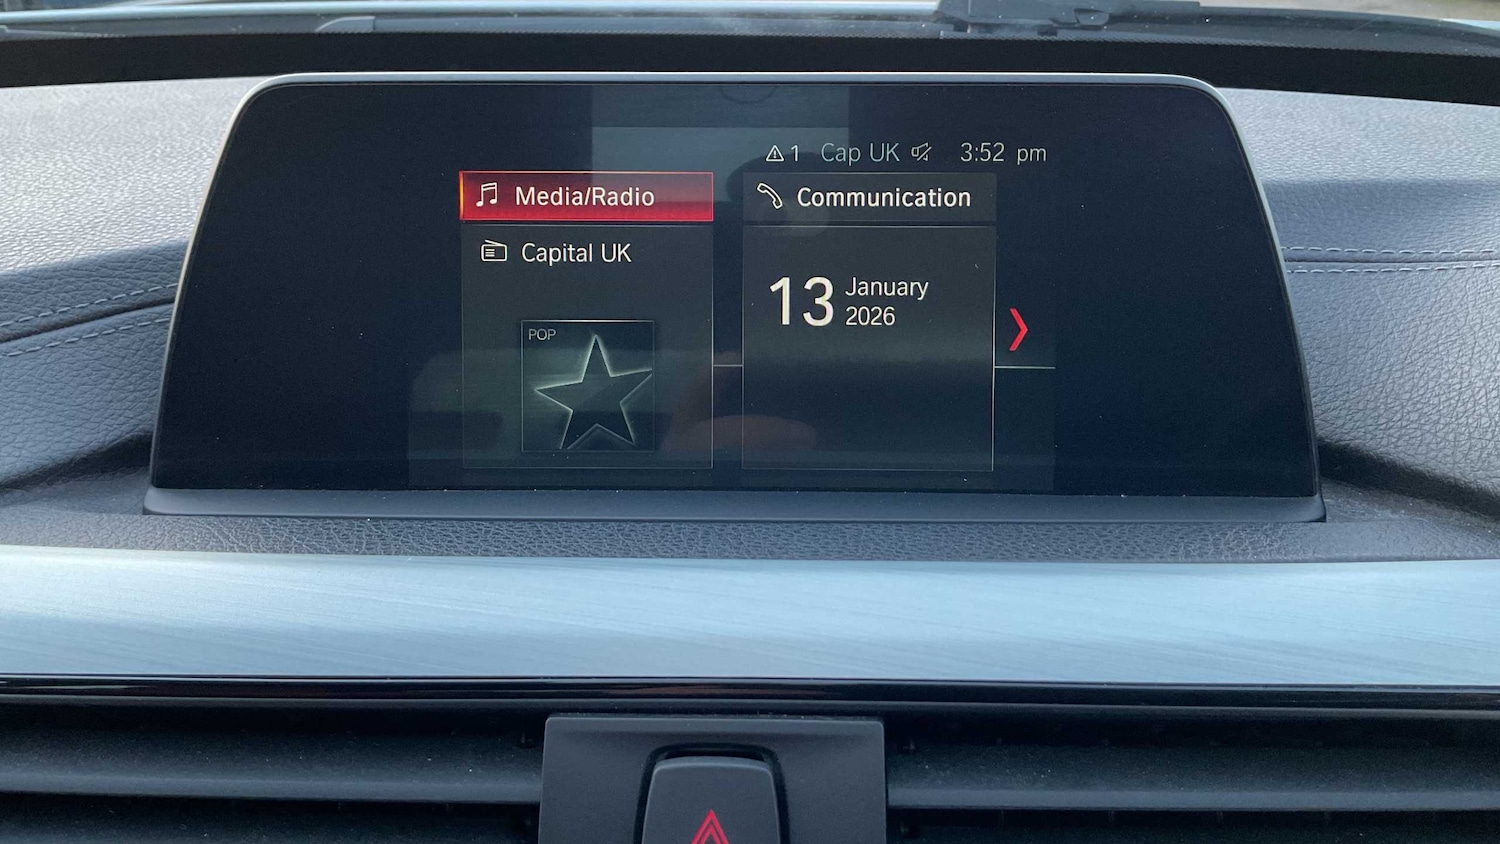 1 Cap UK 3:52 pm
Media/Radio
Capital UK
POP
Communication
13 January
2026